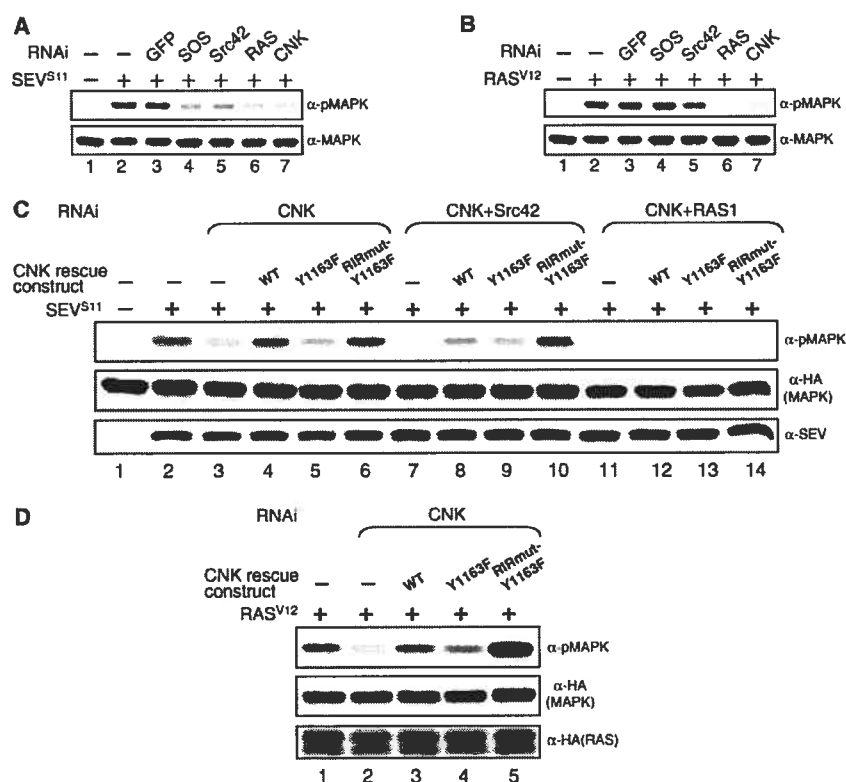 A
RNAi – – GFP SOS Src42 RAS CNK
SEV^S11 – + + + + + +
α-pMAPK
α-MAPK
1 2 3 4 5 6 7
B
RNAi – – GFP SOS Src42 RAS CNK
RAS^V12 – + + + + + +
α-pMAPK
α-MAPK
1 2 3 4 5 6 7
C
RNAi CNK CNK+Src42 CNK+RAS1
CNK rescue
construct – – – WT Y1163F RIRmut-Y1163F – WT Y1163F RIRmut-Y1163F – WT Y1163F RIRmut-Y1163F
SEV^S11 – + + + + + + + + + + + + +
α-pMAPK
α-HA
(MAPK)
α-SEV
1 2 3 4 5 6 7 8 9 10 11 12 13 14
D
RNAi CNK
CNK rescue
construct – – WT Y1163F RIRmut-Y1163F
RAS^V12 + + + + +
α-pMAPK
α-HA
(MAPK)
α-HA(RAS)
1 2 3 4 5